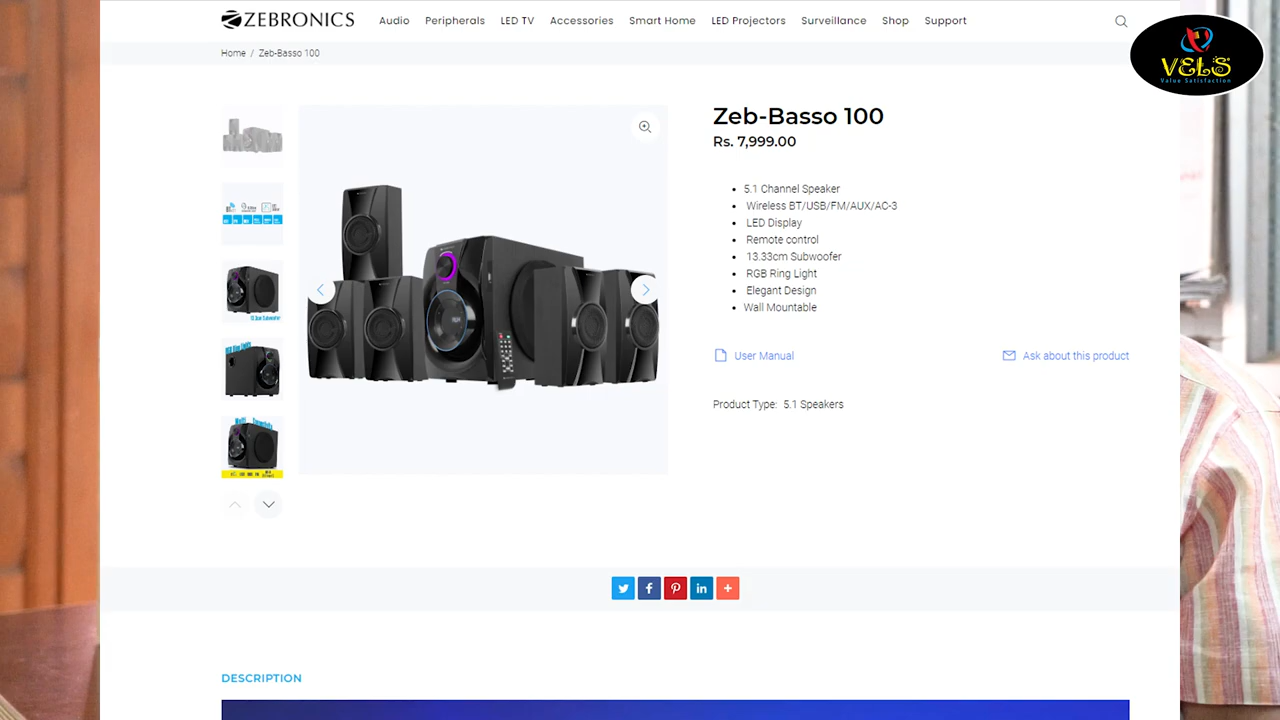 ZEBRONICS
Audio Peripherals LED TV Accessories Smart Home LED Projectors Surveillance Shop Support
VELS
Value Satisfaction
Home / Zeb-Basso 100
Zeb-Basso 100
Rs. 7,999.00
5.1 Channel Speaker
Wireless BT/USB/FM/AUX/AC-3
LED Display
Remote control
13.33cm Subwoofer
RGB Ring Light
Elegant Design
Wall Mountable
User Manual
Ask about this product
Product Type: 5.1 Speakers
DESCRIPTION